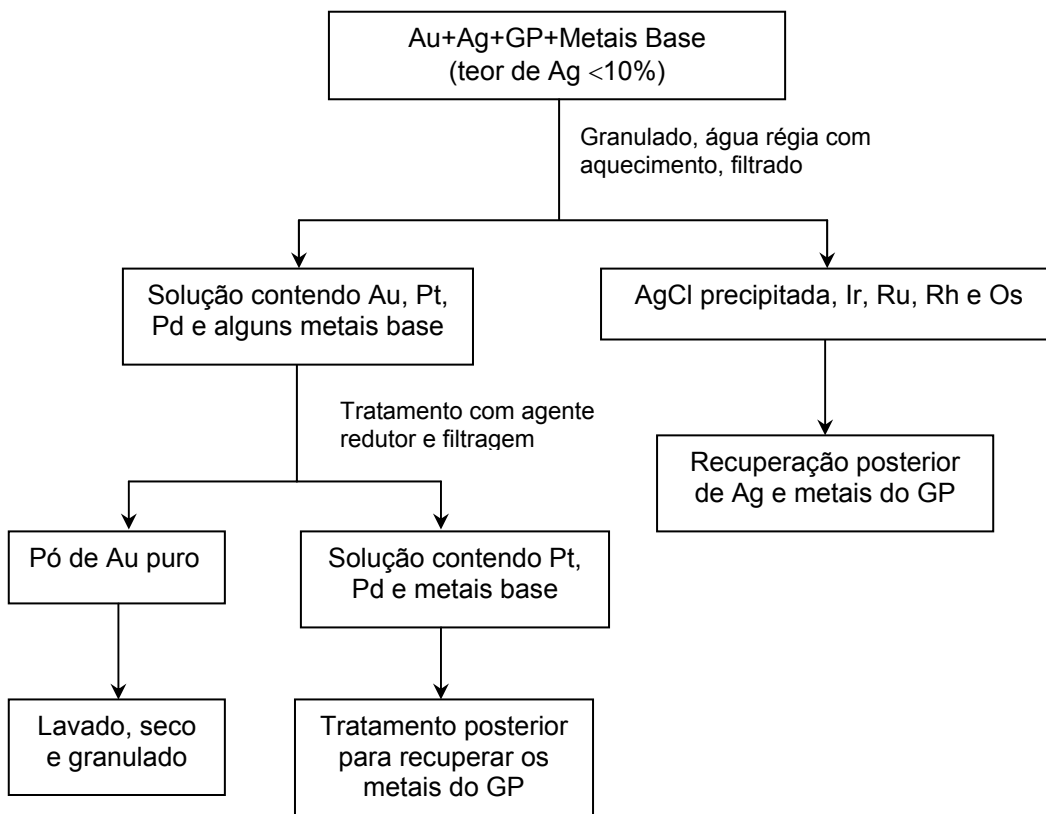 Au+Ag+GP+Metais Base
(teor de Ag <10%)
Granulado, água régia com
aquecimento, filtrado
Solução contendo Au, Pt,
Pd e alguns metais base
AgCl precipitada, Ir, Ru, Rh e Os
Tratamento com agente
redutor e filtragem
Recuperação posterior
de Ag e metais do GP
Pó de Au puro
Solução contendo Pt,
Pd e metais base
Lavado, seco
e granulado
Tratamento posterior
para recuperar os
metais do GP